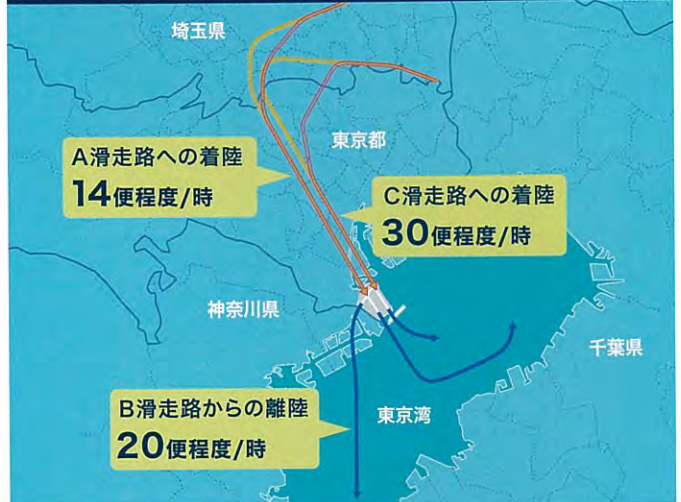 埼玉県
東京都
A滑走路への着陸
14便程度/時
C滑走路への着陸
30便程度/時
神奈川県
千葉県
B滑走路からの離陸
20便程度/時
東京湾